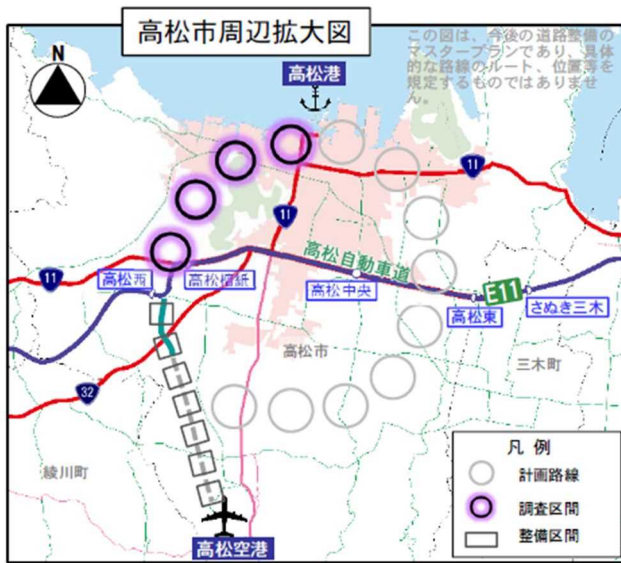 高松市周辺拡大図
この図は、今後の道路整備の
マスタープランであり、具体
的な路線のルート、位置等を
規定するものではありませ
ん。
N
高松港
11
11
高松自動車道
11
高松西
高松檀紙
高松中央
E11
高松東
さぬき三木
高松市
三木町
32
綾川町
凡 例
計画路線
調査区間
整備区間
高松空港